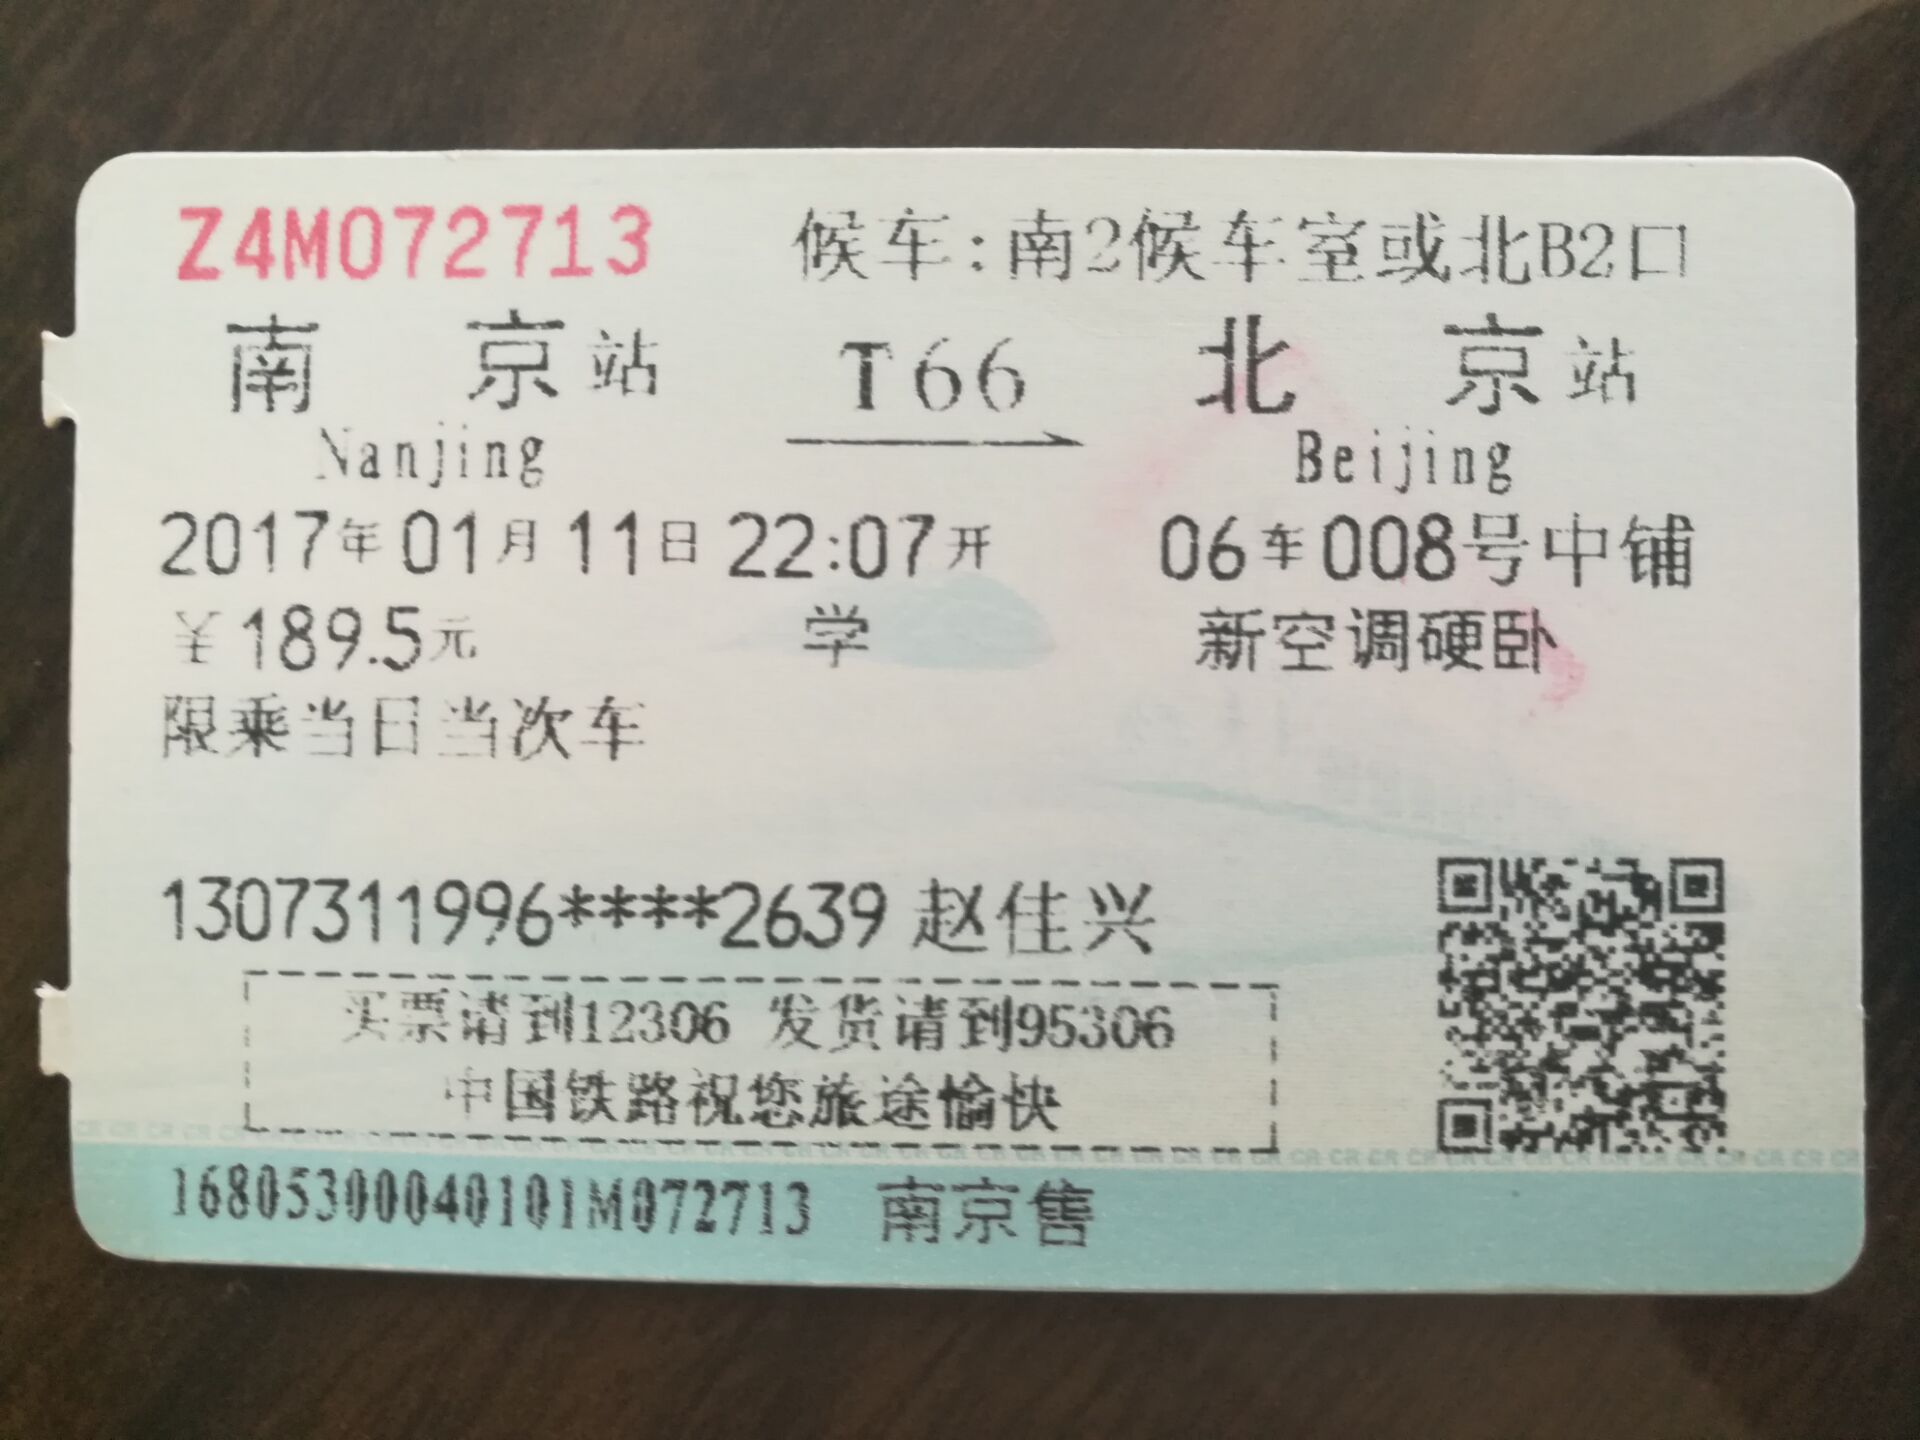 Z4M072713 候车:南2候车室或北B2口
南京站 T66 北京站
Nanjing Beijing
2017年01月11日22:07开 06车008号中铺
¥189.5元 学 新空调硬卧
限乘当日当次车
1307311996****2639 赵佳兴
买票请到12306 发货请到95306
中国铁路祝您旅途愉快
16805300040101M072713 南京售